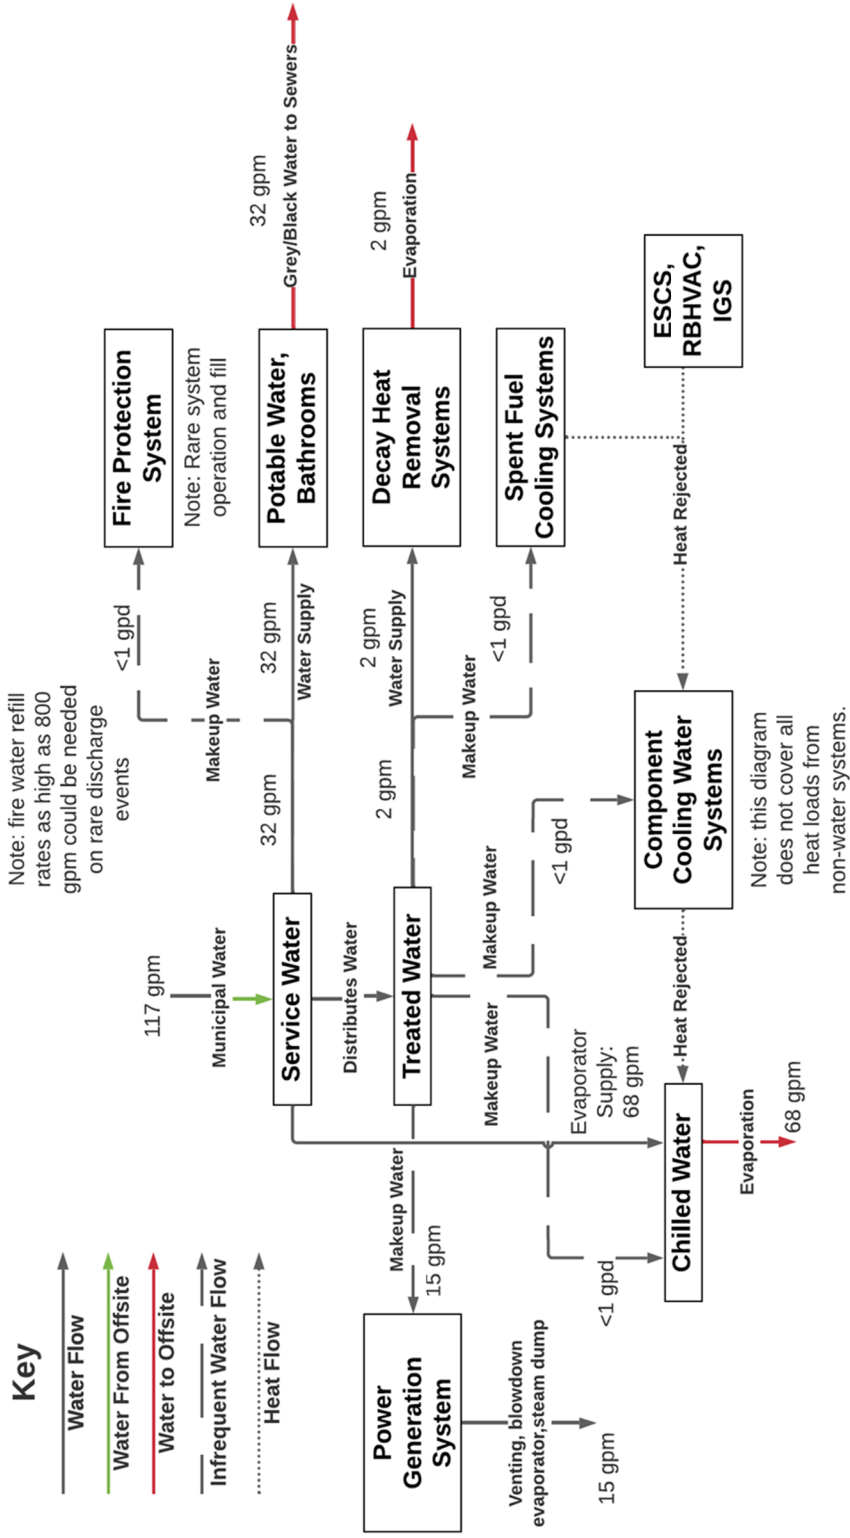 Key
Water Flow
Water From Offsite
Water to Offsite
Infrequent Water Flow
Heat Flow
Note: fire water refill
rates as high as 800
gpm could be needed
on rare discharge
events
117 gpm
Municipal Water
Service Water
Distributes Water
Treated Water
32 gpm
Makeup Water
<1 gpd
Fire Protection
System
Note: Rare system
operation and fill
32 gpm
Water Supply
Potable Water,
Bathrooms
32 gpm
Grey/Black Water to Sewers
2 gpm
2 gpm
Water Supply
Decay Heat
Removal
Systems
2 gpm
Evaporation
Makeup Water
<1 gpd
Spent Fuel
Cooling Systems
ESCS,
RBHVAC,
IGS
Heat Rejected
Makeup Water
<1 gpd
Component
Cooling Water
Systems
Note: this diagram
does not cover all
heat loads from
non-water systems.
Heat Rejected
Makeup Water
Evaporator
Supply:
68 gpm
<1 gpd
Chilled Water
Evaporation
68 gpm
Makeup Water
15 gpm
Power
Generation
System
Venting, blowdown
evaporator,steam dump
15 gpm